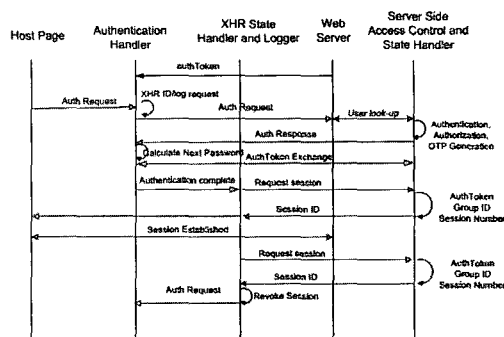 Host Page
Authentication
Handler
XHR State
Handler and Logger
Web
Server
Server Side
Access Control and
State Handler
authToken
XHR ID/log request
Auth Request
Auth Request
User look-up
Authentication,
Authorization,
OTP Generation
Auth Response
Calculate Next Password
AuthToken Exchange
Authentication complete
Request session
AuthToken
Group ID
Session Number
Session ID
Session Established
Request session
AuthToken
Group ID
Session Number
Session ID
Auth Request
Revoke Session